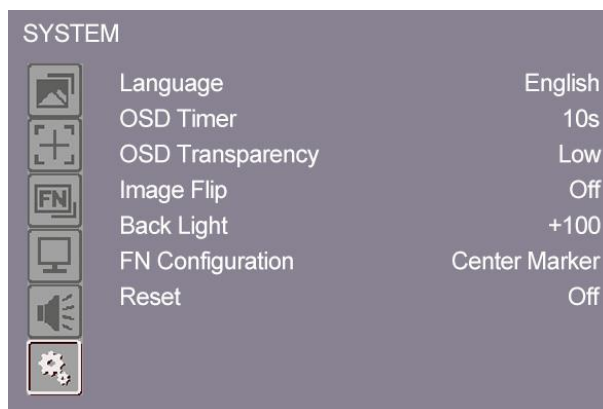 SYSTEM
Language English
OSD Timer 10s
OSD Transparency Low
Image Flip Off
Back Light +100
FN
FN Configuration Center Marker
Reset Off